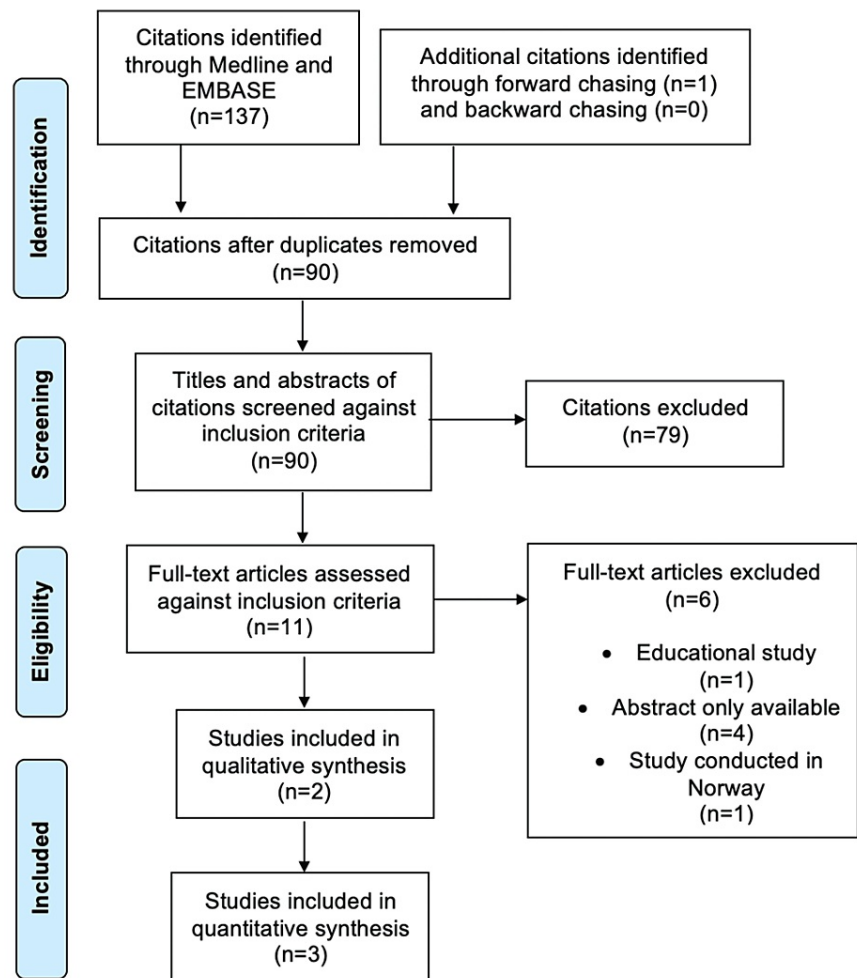 Citations identified
through Medline and
EMBASE
(n=137)
Additional citations identified
through forward chasing (n=1)
and backward chasing (n=0)
Identification
Citations after duplicates removed
(n=90)
Screening
Titles and abstracts of
citations screened against
inclusion criteria
(n=90)
Citations excluded
(n=79)
Eligibility
Full-text articles assessed
against inclusion criteria
(n=11)
Full-text articles excluded
(n=6)
• Educational study
(n=1)
• Abstract only available
(n=4)
• Study conducted in
Norway
(n=1)
Studies included in
qualitative synthesis
(n=2)
Included
Studies included in
quantitative synthesis
(n=3)